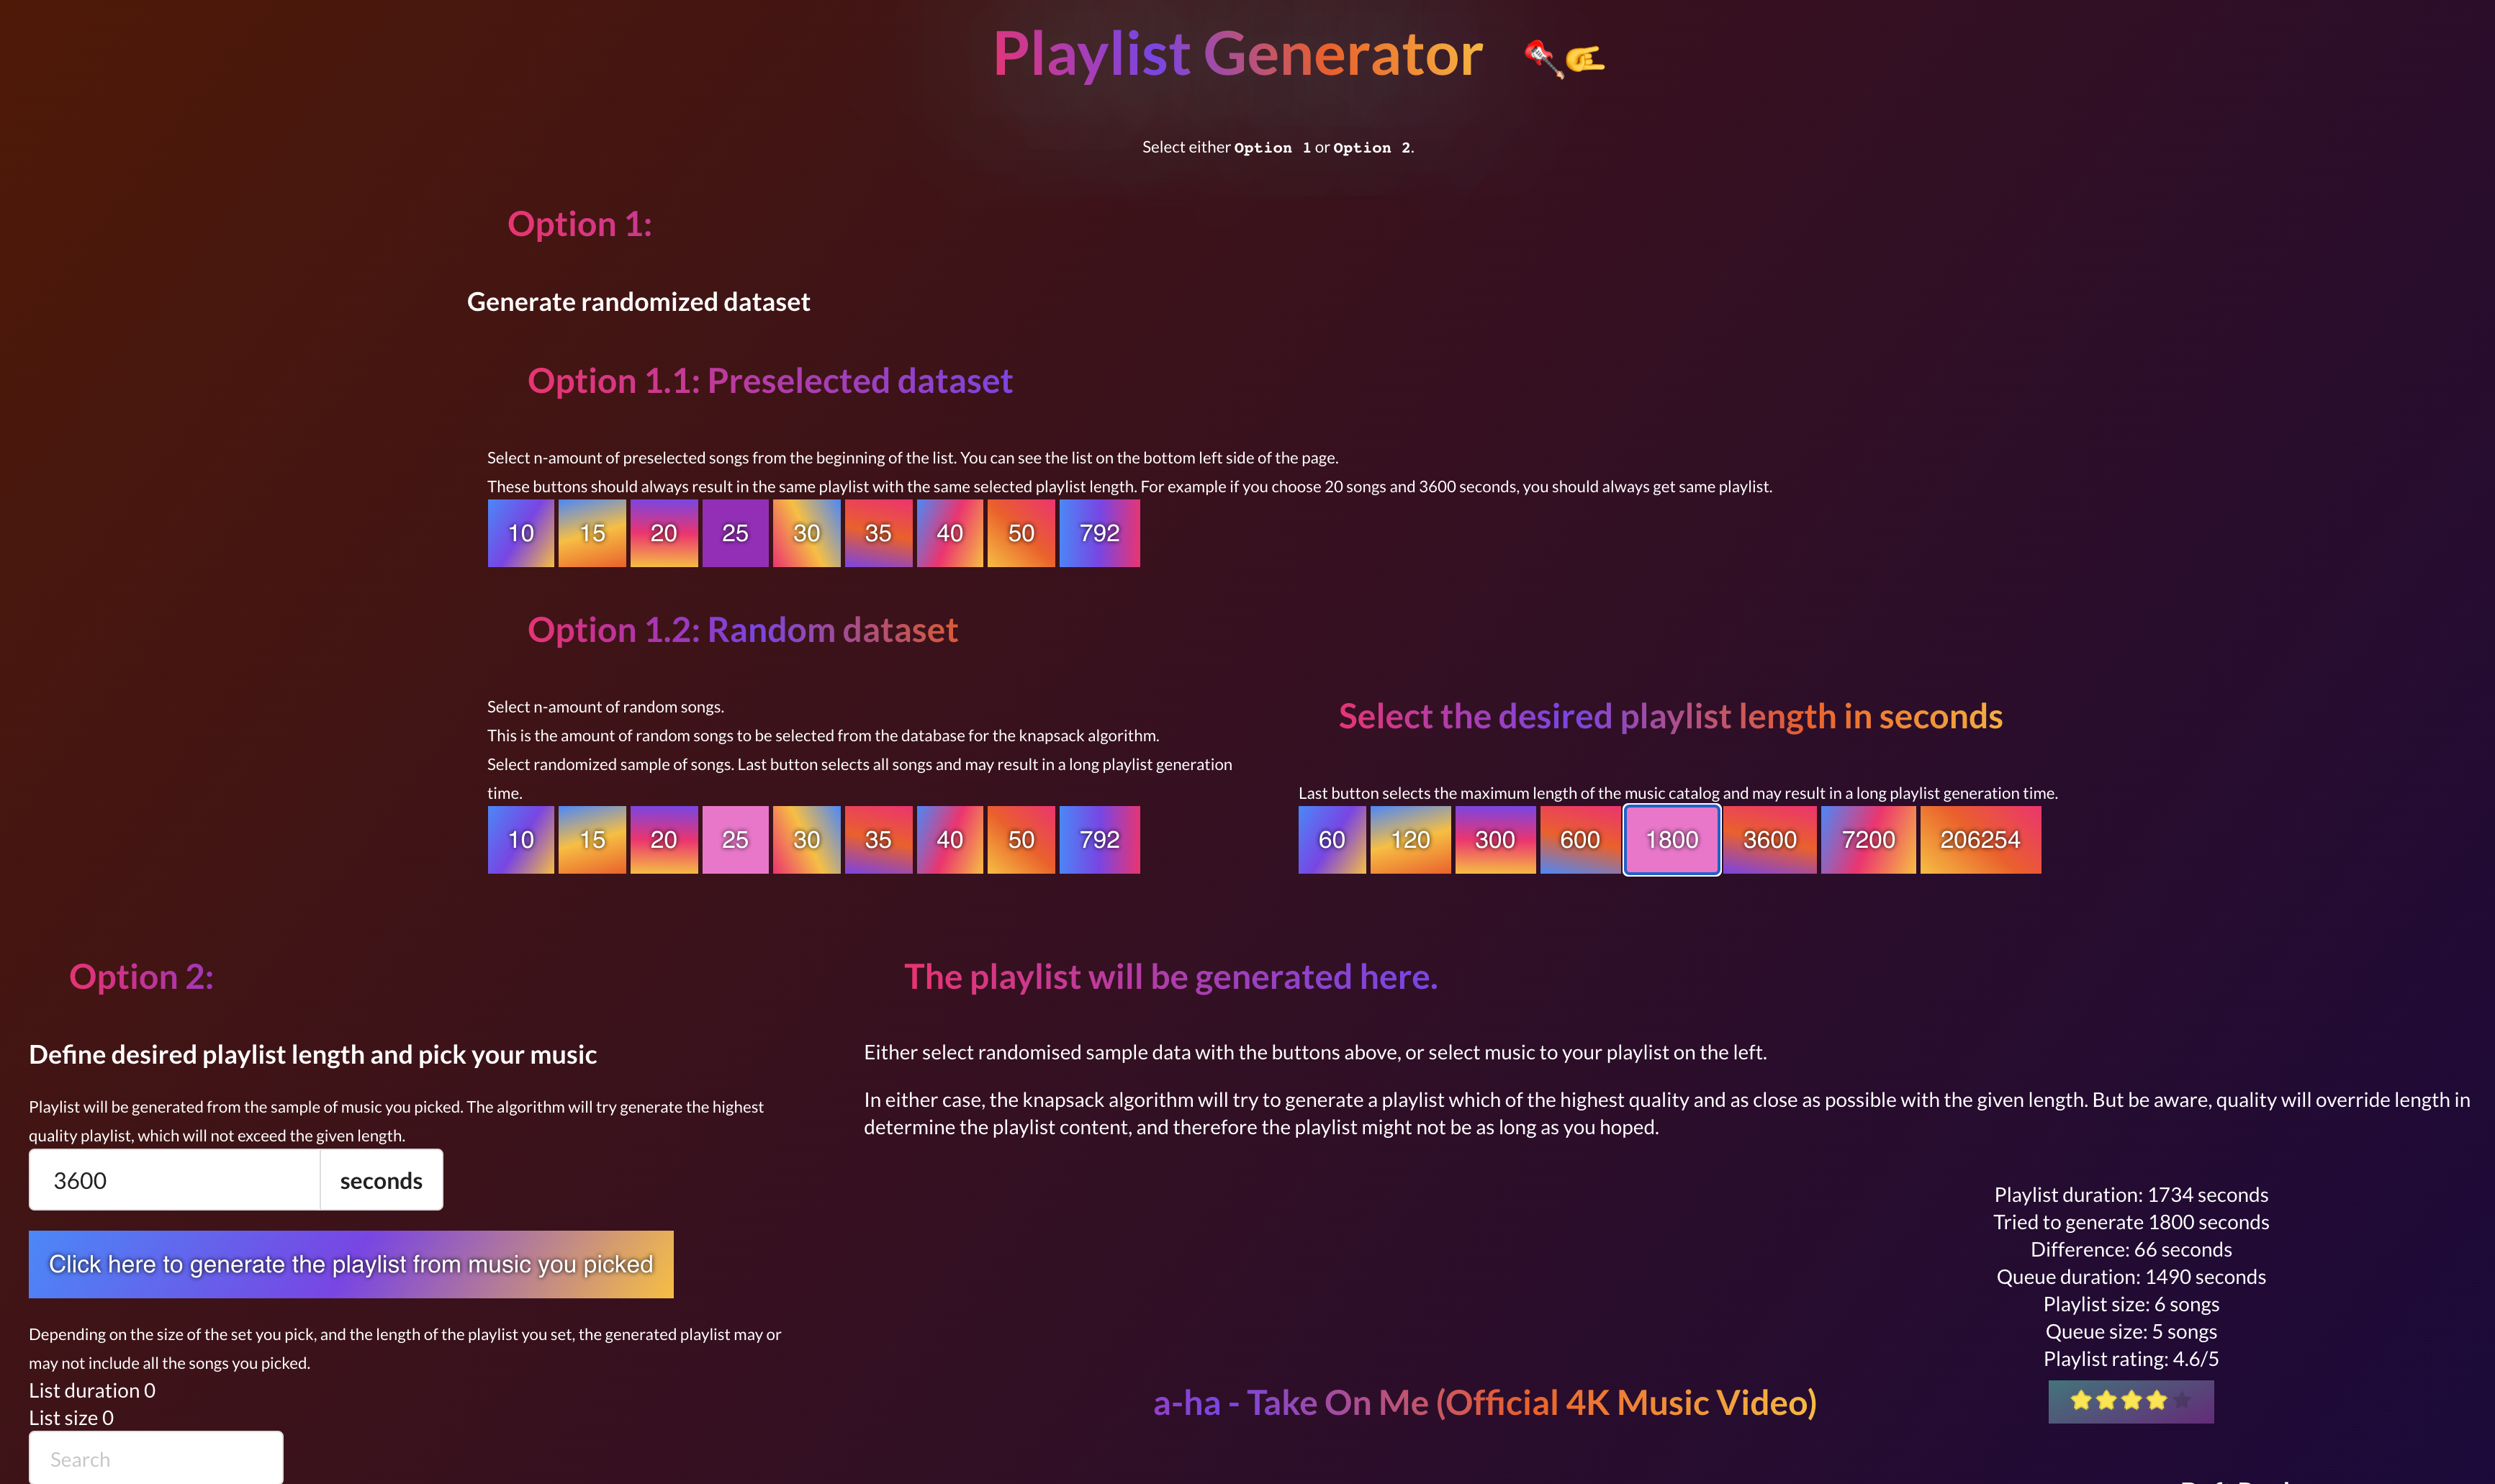 Playlist Generator
Select either Option 1 or Option 2.
Option 1:
Generate randomized dataset
Option 1.1: Preselected dataset
Select n-amount of preselected songs from the beginning of the list. You can see the list on the bottom left side of the page.
These buttons should always result in the same playlist with the same selected playlist length. For example if you choose 20 songs and 3600 seconds, you should always get same playlist.
10 15 20 25 30 35 40 50 792
Option 1.2: Random dataset
Select n-amount of random songs.
This is the amount of random songs to be selected from the database for the knapsack algorithm.
Select randomized sample of songs. Last button selects all songs and may result in a long playlist generation
time.
10 15 20 25 30 35 40 50 792
Select the desired playlist length in seconds
Last button selects the maximum length of the music catalog and may result in a long playlist generation time.
60 120 300 600 1800 3600 7200 206254
Option 2:
Define desired playlist length and pick your music
Playlist will be generated from the sample of music you picked. The algorithm will try generate the highest
quality playlist, which will not exceed the given length.
3600 seconds
Click here to generate the playlist from music you picked
Depending on the size of the set you pick, and the length of the playlist you set, the generated playlist may or
may not include all the songs you picked.
List duration 0
List size 0
Search
The playlist will be generated here.
Either select randomised sample data with the buttons above, or select music to your playlist on the left.
In either case, the knapsack algorithm will try to generate a playlist which of the highest quality and as close as possible with the given length. But be aware, quality will override length in
determine the playlist content, and therefore the playlist might not be as long as you hoped.
Playlist duration: 1734 seconds
Tried to generate 1800 seconds
Difference: 66 seconds
Queue duration: 1490 seconds
Playlist size: 6 songs
Queue size: 5 songs
Playlist rating: 4.6/5
a-ha - Take On Me (Official 4K Music Video)